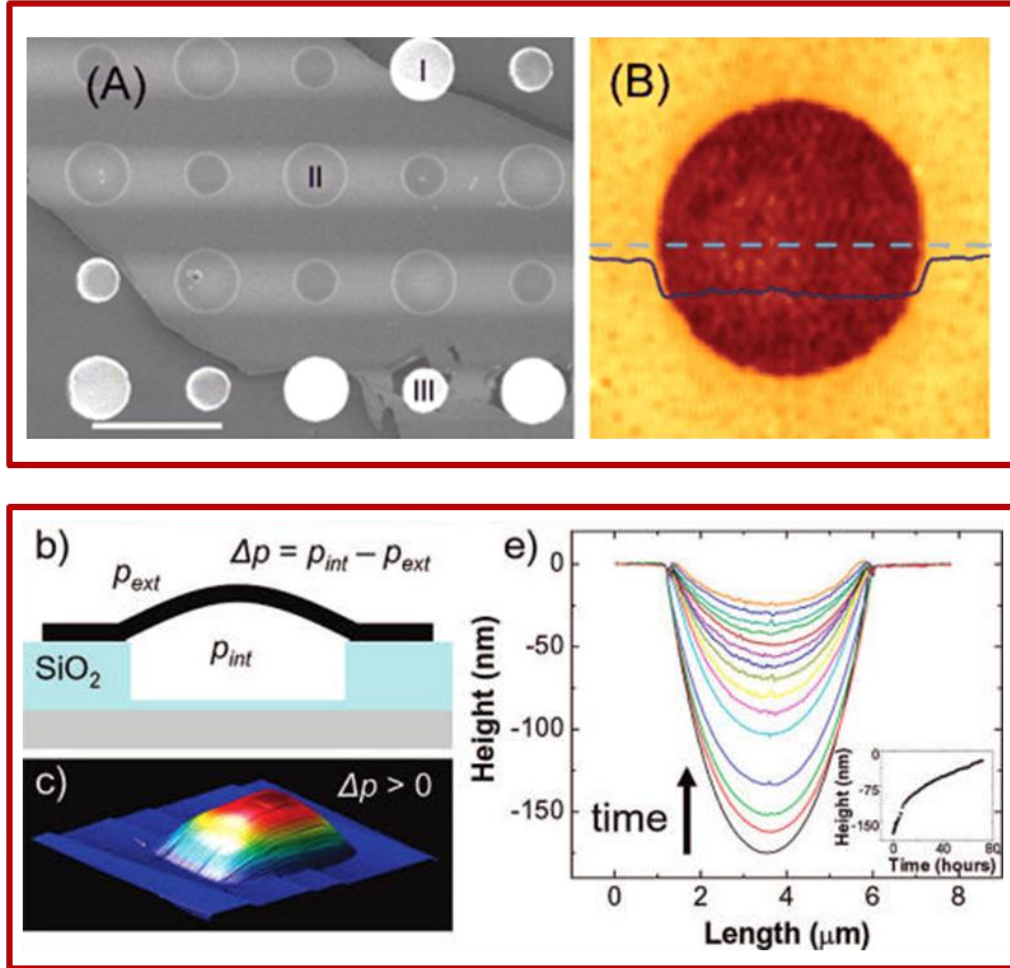 (A)
I
II
III
(B)
b)
Δp = p_int – p_ext
p_ext
p_int
SiO₂
c)
Δp > 0
e)
Height (nm)
0
-50
-100
-150
time
0
2
4
6
8
Length (μm)
Height (nm)
0
-75
-150
0
40
80
Time (hours)